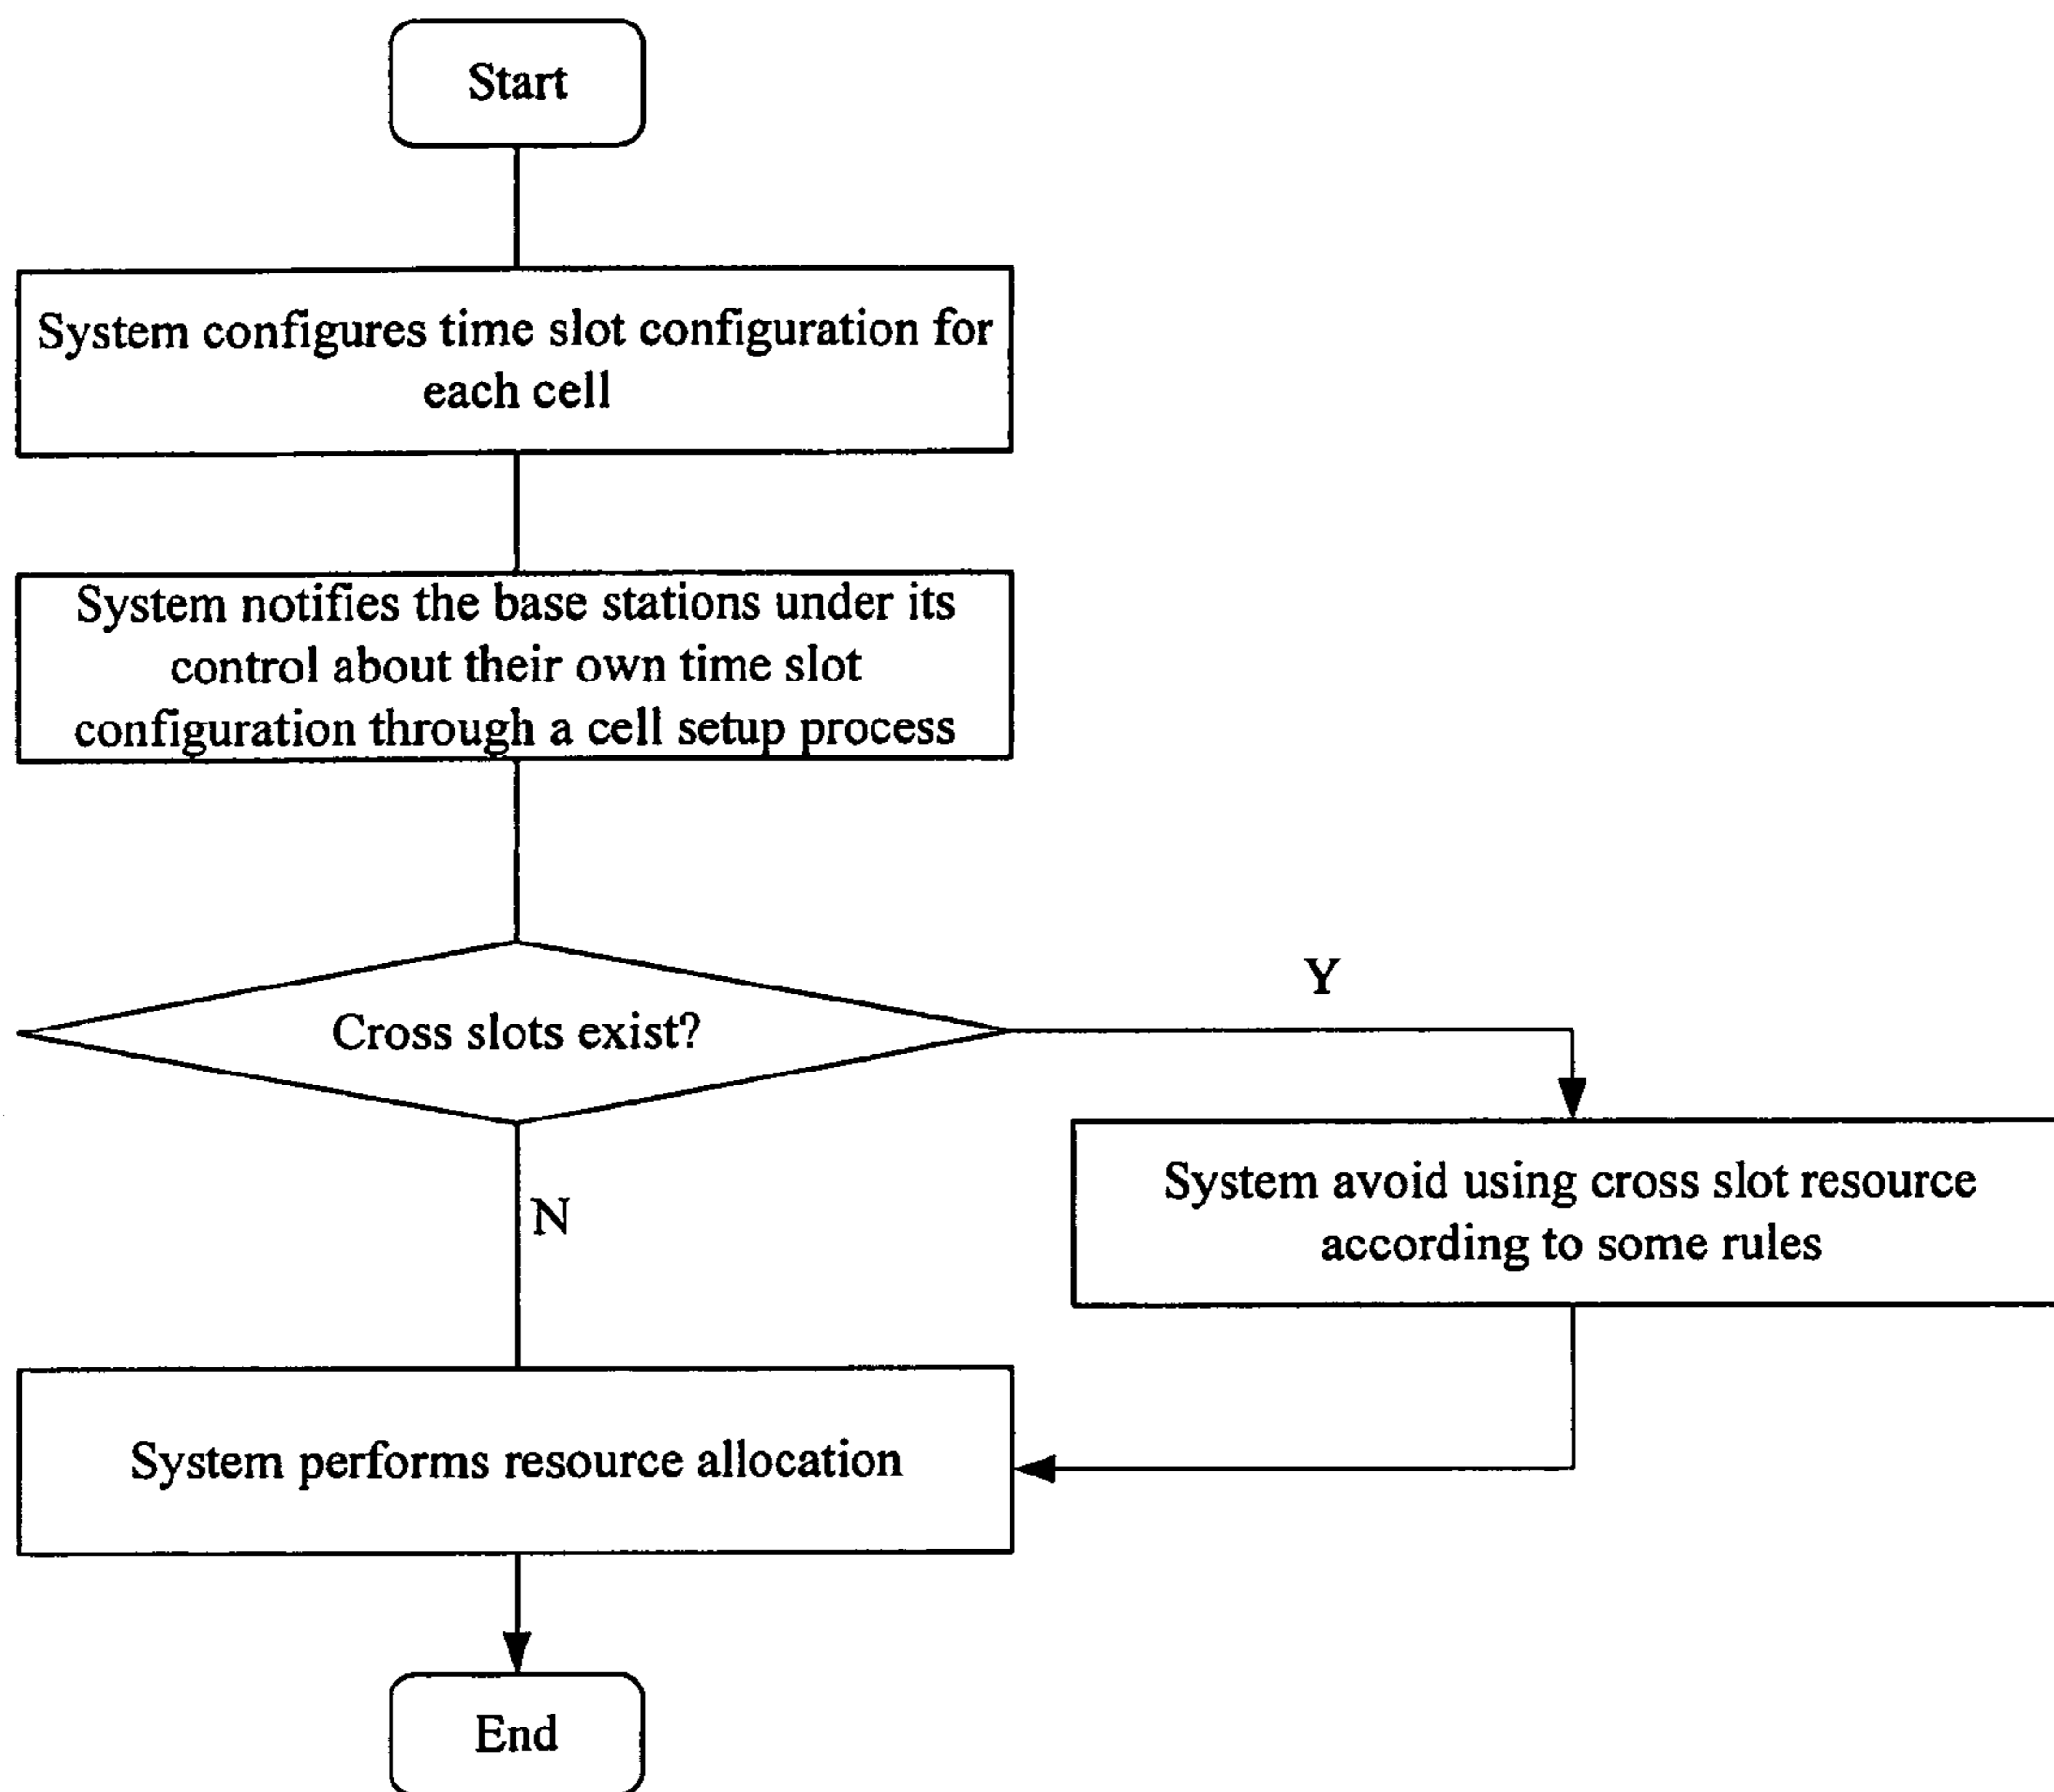 Start
System configures time slot configuration for
each cell
System notifies the base stations under its
control about their own time slot
configuration through a cell setup process
Cross slots exist?
Y
N
System avoid using cross slot resource
according to some rules
System performs resource allocation
End